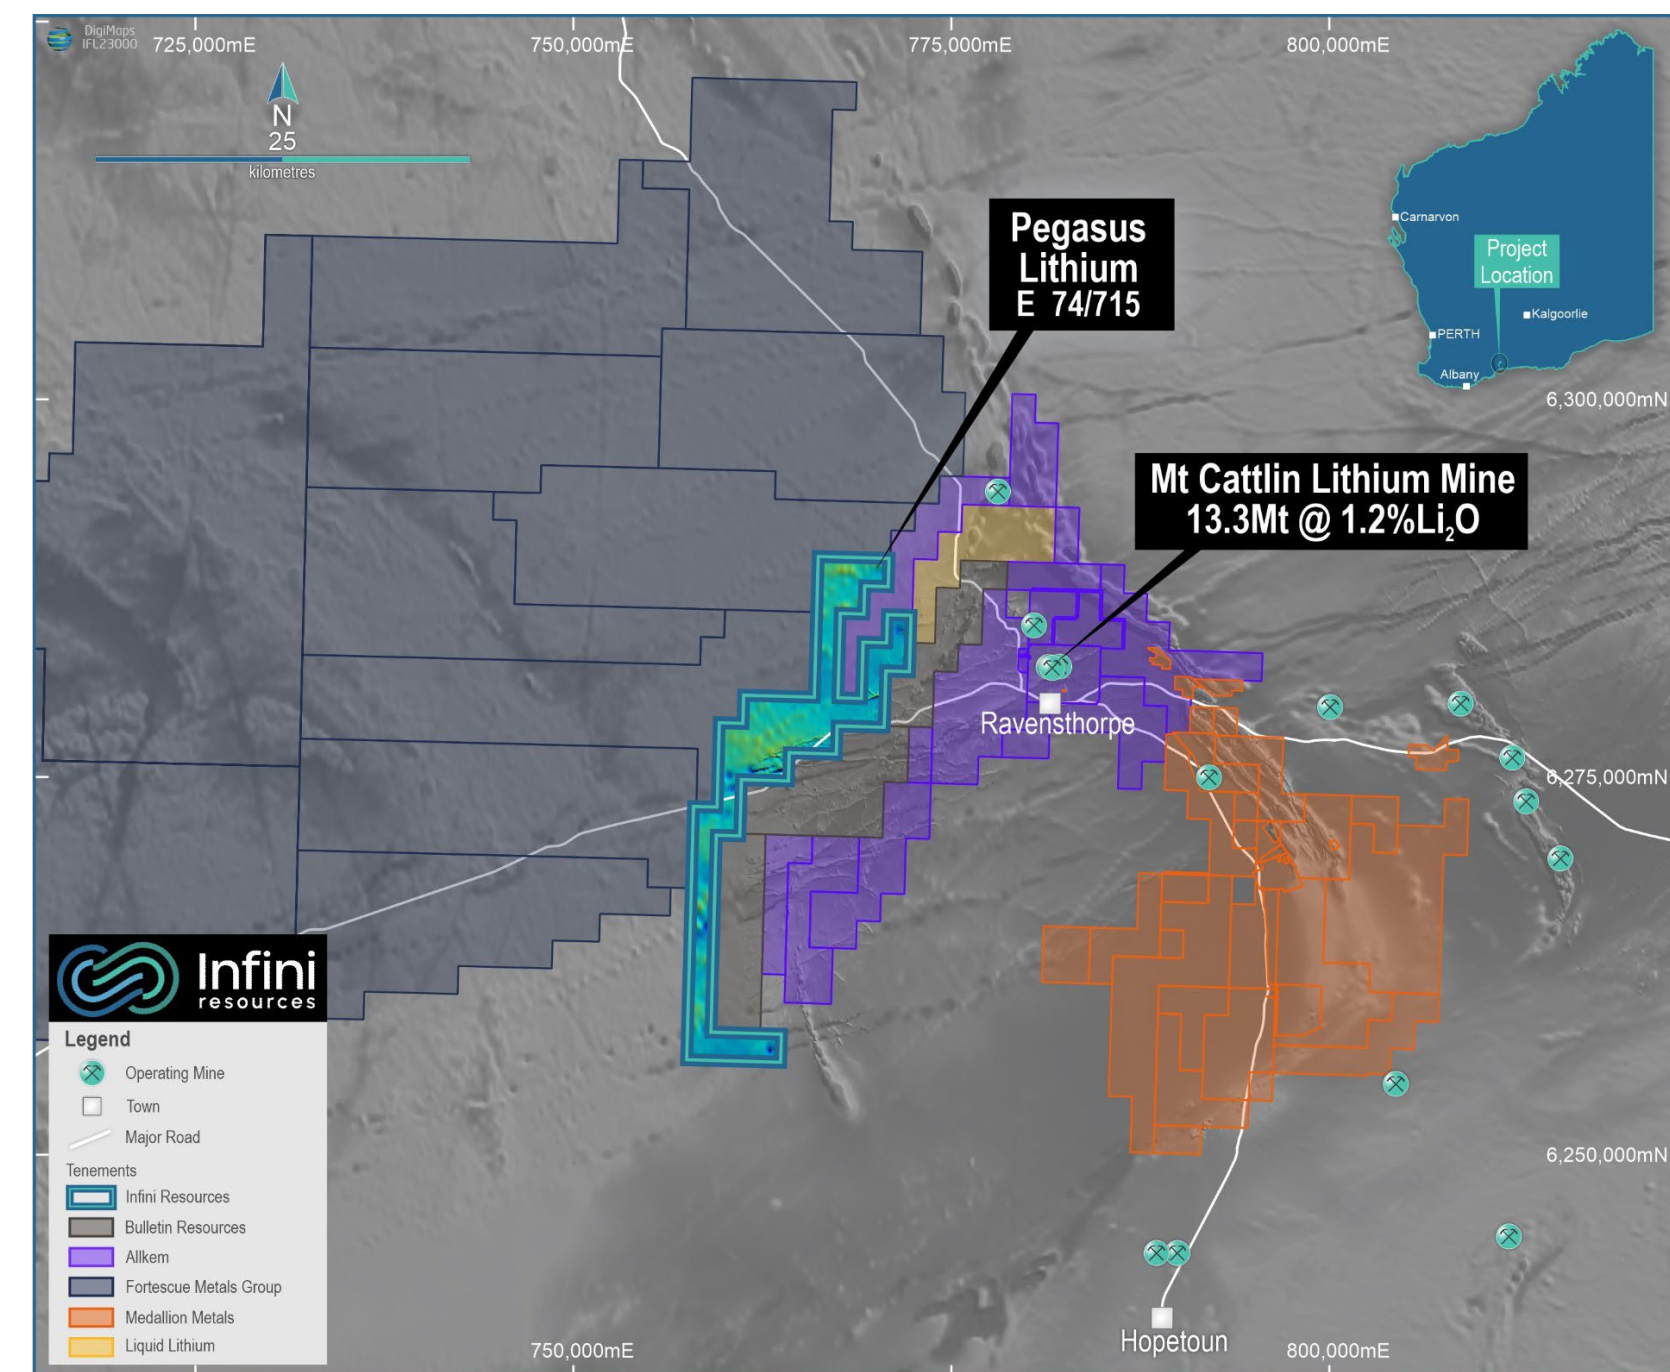 DigiMaps
IFL23000
725,000mE
750,000mE
775,000mE
800,000mE
N
25
kilometres
Pegasus
Lithium
E 74/715
Carnarvon
Project
Location
Kalgoorlie
PERTH
Albany
6,300,000mN
Mt Cattlin Lithium Mine
13.3Mt @ 1.2%Li₂O
Ravensthorpe
6,275,000mN
Infini
resources
Legend
Operating Mine
Town
Major Road
Tenements
Infini Resources
Bulletin Resources
Allkem
Fortescue Metals Group
Medallion Metals
Liquid Lithium
6,250,000mN
Hopetoun
750,000mE
800,000mE